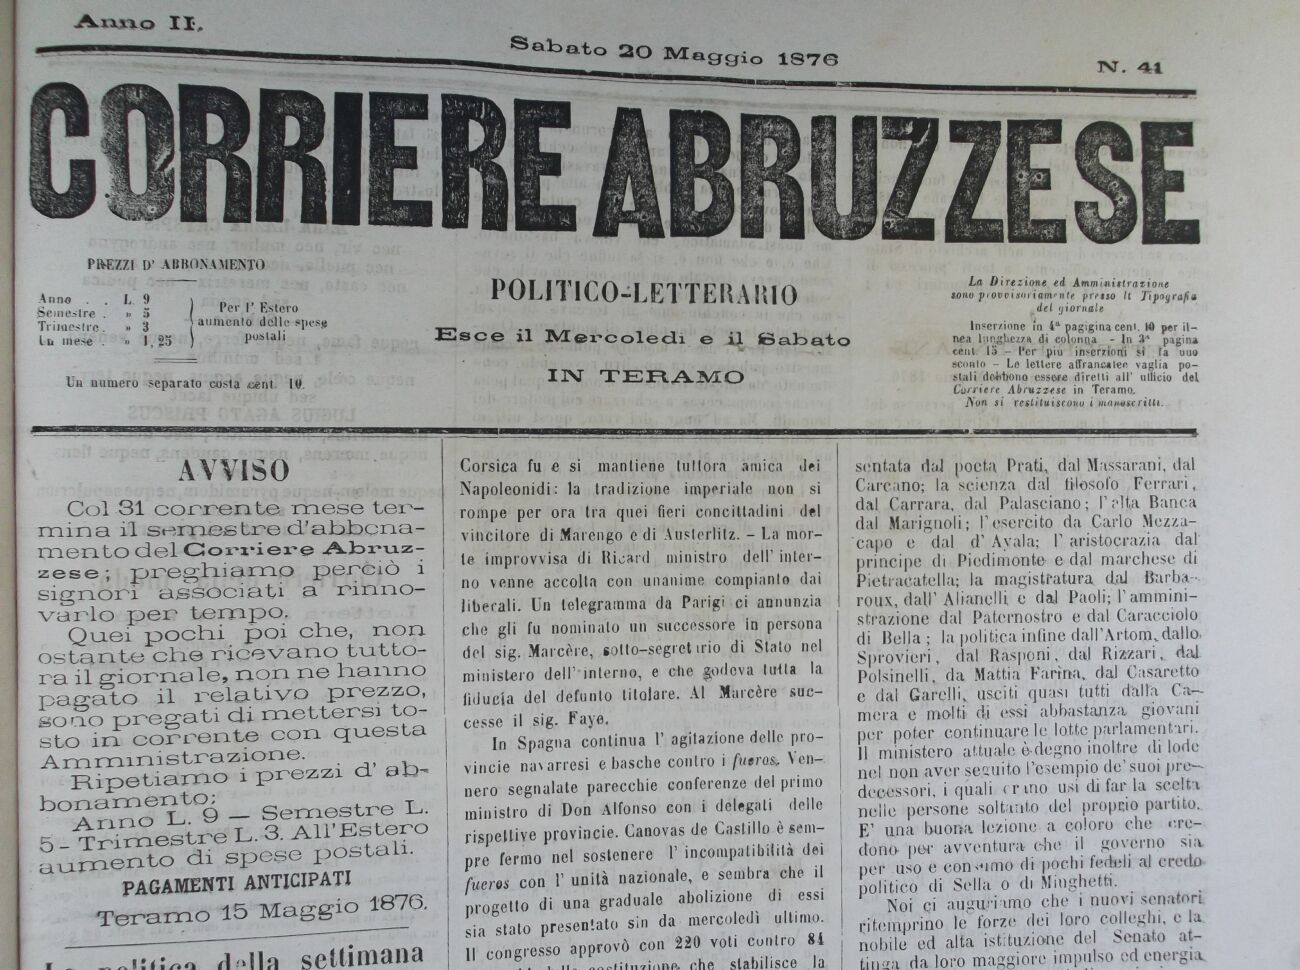 Anno II.
Sabato 20 Maggio 1876
N. 41
CORRIERE ABRUZZESE
PREZZI D' ABBONAMENTO
Anno . . L. 9
Semestre . » 5
Trimestre . » 3
Un mese . » 1,25
Per l' Estero
aumento delle spese
postali
Un numero separato costa cent. 10.
POLITICO-LETTERARIO
Esce il Mercoledi e il Sabato
IN TERAMO
La Direzione ed Amministrazione
sono provvisoriamente presso la Tipografia
del giornale
Inserzione in 4ª pagigina cent. 10 per il-
nea lunghezza di colonna - In 3ª pagina
cent. 15 - Per più inserzioni si fa uno
sconto - Le lettere affrancate e vaglia po-
stali debbono essere diretti all' ufficio del
Corriere Abruzzese in Teramo.
Non si restituiscono i manoscritti.
AVVISO
Col 31 corrente mese ter-
mina il semestre d'abbona-
mento del Corriere Abruz-
zese; preghiamo perciò i
signori associati a rinno-
varlo per tempo.
Quei pochi poi che, non
ostante che ricevano tutto-
ra il giornale, non ne hanno
pagato il relativo prezzo,
sono pregati di mettersi to-
sto in corrente con questa
Amministrazione.
Ripetiamo i prezzi d' ab-
bonamento:
Anno L. 9 — Semestre L.
5 - Trimestre L. 3. All'Estero
aumento di spese postali.
PAGAMENTI ANTICIPATI
Teramo 15 Maggio 1876.
La politica della settimana
Corsica fu e si mantiene tuttora amica dei
Napoleonidi: la tradizione imperiale non si
rompe per ora tra quei fieri concittadini del
vincitore di Marengo e di Austerlitz. - La mor-
te improvvisa di Ricard ministro dell' inter-
no venne accolta con unanime compianto dai
liberali. Un telegramma da Parigi ci annunzia
che gli fu nominato un successore in persona
del sig. Marcère, sotto-segretario di Stato nel
ministero dell' interno, e che godeva tutta la
fiducia del defunto titolare. Al Marcère suc-
cesse il sig. Faye.
In Spagna continua l' agitazione delle pro-
vincie navarresi e basche contro i fueros. Ven-
nero segnalate parecchie conferenze del primo
ministro di Don Alfonso con i delegati delle
rispettive provincie. Canovas de Castillo è sem-
pre fermo nel sostenere l' incompatibilità dei
fueros con l' unità nazionale, e sembra che il
progetto di una graduale abolizione di essi
sia stato presentato sin da mercoledì ultimo.
Il congresso approvò con 220 voti contro 84
costituzione che stabilisce la
sentata dal poeta Prati, dal Massarani, dal
Carcano; la scienza dal filosofo Ferrari,
dal Carrara, dal Palasciano; l'alta Banca
dal Marignoli; l'esercito da Carlo Mezza-
capo e dal d' Ayala; l' aristocrazia dal
principe di Piedimonte e dal marchese di
Pietracatella; la magistratura dal Barba-
roux, dall' Alianelli e dal Paoli; l'ammini-
strazione dal Paternostro e dal Caracciolo
di Bella; la politica infine dall'Artom, dallo
Sprovieri, dal Rasponi, dal Rizzari, dal
Polsinelli, da Mattia Farina, dal Casaretto
e dal Garelli, usciti quasi tutti dalla Ca-
mera e molti di essi abbastanza giovani
per poter continuare le lotte parlamentari.
Il ministero attuale è degno inoltre di lode
nel non aver seguito l'esempio de' suoi pre-
decessori, i quali erano usi di far la scelta
nelle persone soltanto del proprio partito.
E' una buona lezione a coloro che cre-
dono per avventura che il governo sia
per uso e consumo di pochi fedeli al credo
politico di Sella o di Minghetti.
Noi ci auguriamo che i nuovi senatori
ritemprino le forze dei loro colleghi, e la
nobile ed alta istituzione del Senato at-
tinga da loro maggiore impulso ed energia